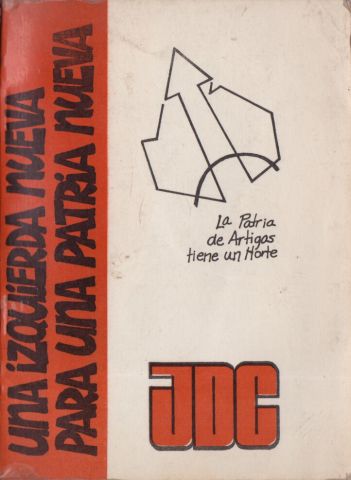 UNA iZQUiERDA NUEVA
PARA UNA PATRiA NUEVA
La Patria
de Artigas
tiene un Norte
JDC